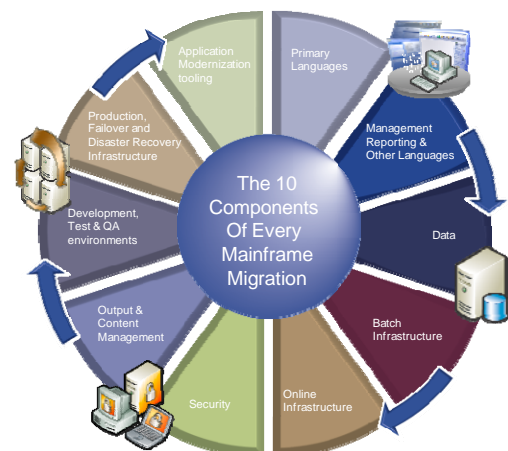 The 10
Components
Of Every
Mainframe
Migration
Primary
Languages
Management
Reporting &
Other Languages
Data
Batch
Infrastructure
Online
Infrastructure
Security
Output &
Content
Management
Development,
Test & QA
environments
Production,
Failover and
Disaster Recovery
Infrastructure
Application
Modernization
tooling